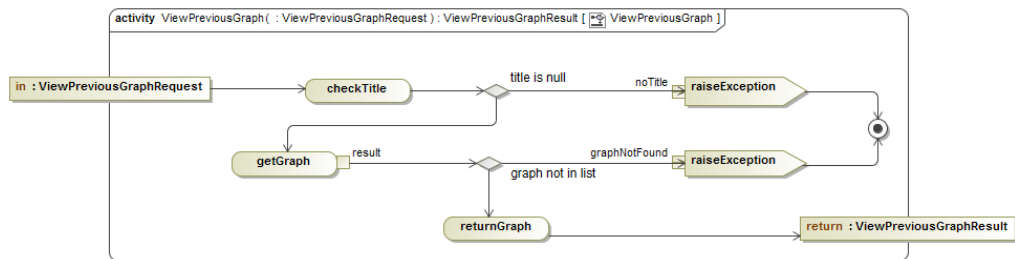 activity ViewPreviousGraph( : ViewPreviousGraphRequest ) : ViewPreviousGraphResult [ ViewPreviousGraph ]
in : ViewPreviousGraphRequest
checkTitle
title is null
noTitle
raiseException
getGraph
result
graphNotFound
graph not in list
raiseException
returnGraph
return : ViewPreviousGraphResult